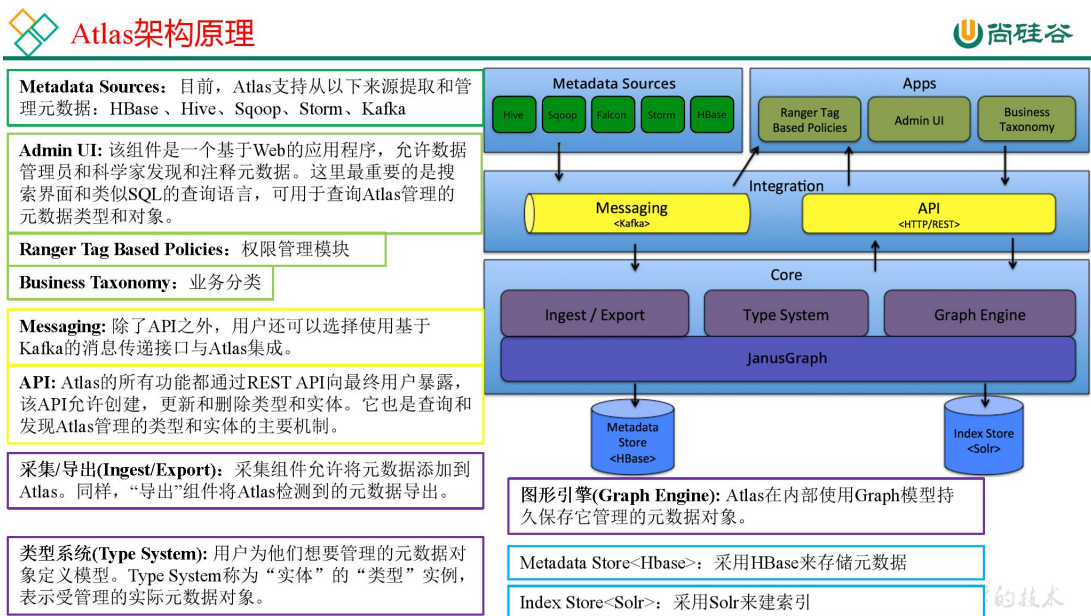 Atlas架构原理
尚硅谷
Metadata Sources：目前，Atlas支持从以下来源提取和管
理元数据：HBase 、Hive、Sqoop、Storm、Kafka
Admin UI: 该组件是一个基于Web的应用程序，允许数据
管理员和科学家发现和注释元数据。这里最重要的是搜
索界面和类似SQL的查询语言，可用于查询Atlas管理的
元数据类型和对象。
Ranger Tag Based Policies：权限管理模块
Business Taxonomy：业务分类
Messaging: 除了API之外，用户还可以选择使用基于
Kafka的消息传递接口与Atlas集成。
API: Atlas的所有功能都通过REST API向最终用户暴露，
该API允许创建，更新和删除类型和实体。它也是查询和
发现Atlas管理的类型和实体的主要机制。
采集/导出(Ingest/Export)：采集组件允许将元数据添加到
Atlas。同样，“导出”组件将Atlas检测到的元数据导出。
类型系统(Type System): 用户为他们想要管理的元数据对
象定义模型。Type System称为“实体”的“类型”实例，
表示受管理的实际元数据对象。
Metadata Sources
Hive
Sqoop
Falcon
Storm
HBase
Apps
Ranger Tag
Based Policies
Admin UI
Business
Taxonomy
Integration
Messaging
<Kafka>
API
<HTTP/REST>
Core
Ingest / Export
Type System
Graph Engine
JanusGraph
Metadata
Store
<HBase>
Index Store
<Solr>
图形引擎(Graph Engine): Atlas在内部使用Graph模型持
久保存它管理的元数据对象。
Metadata Store<Hbase>：采用HBase来存储元数据
Index Store<Solr>：采用Solr来建索引
的技术